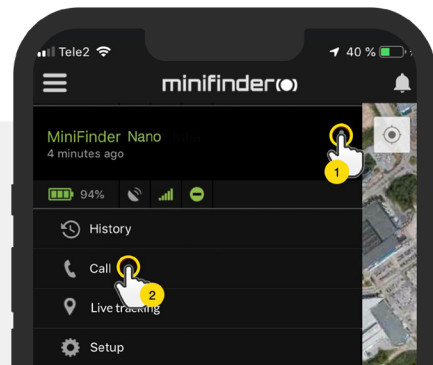 Tele2 40 %
minifinder
MiniFinder Nano
4 minutes ago
1
94%
History
Call
2
Live tracking
Setup